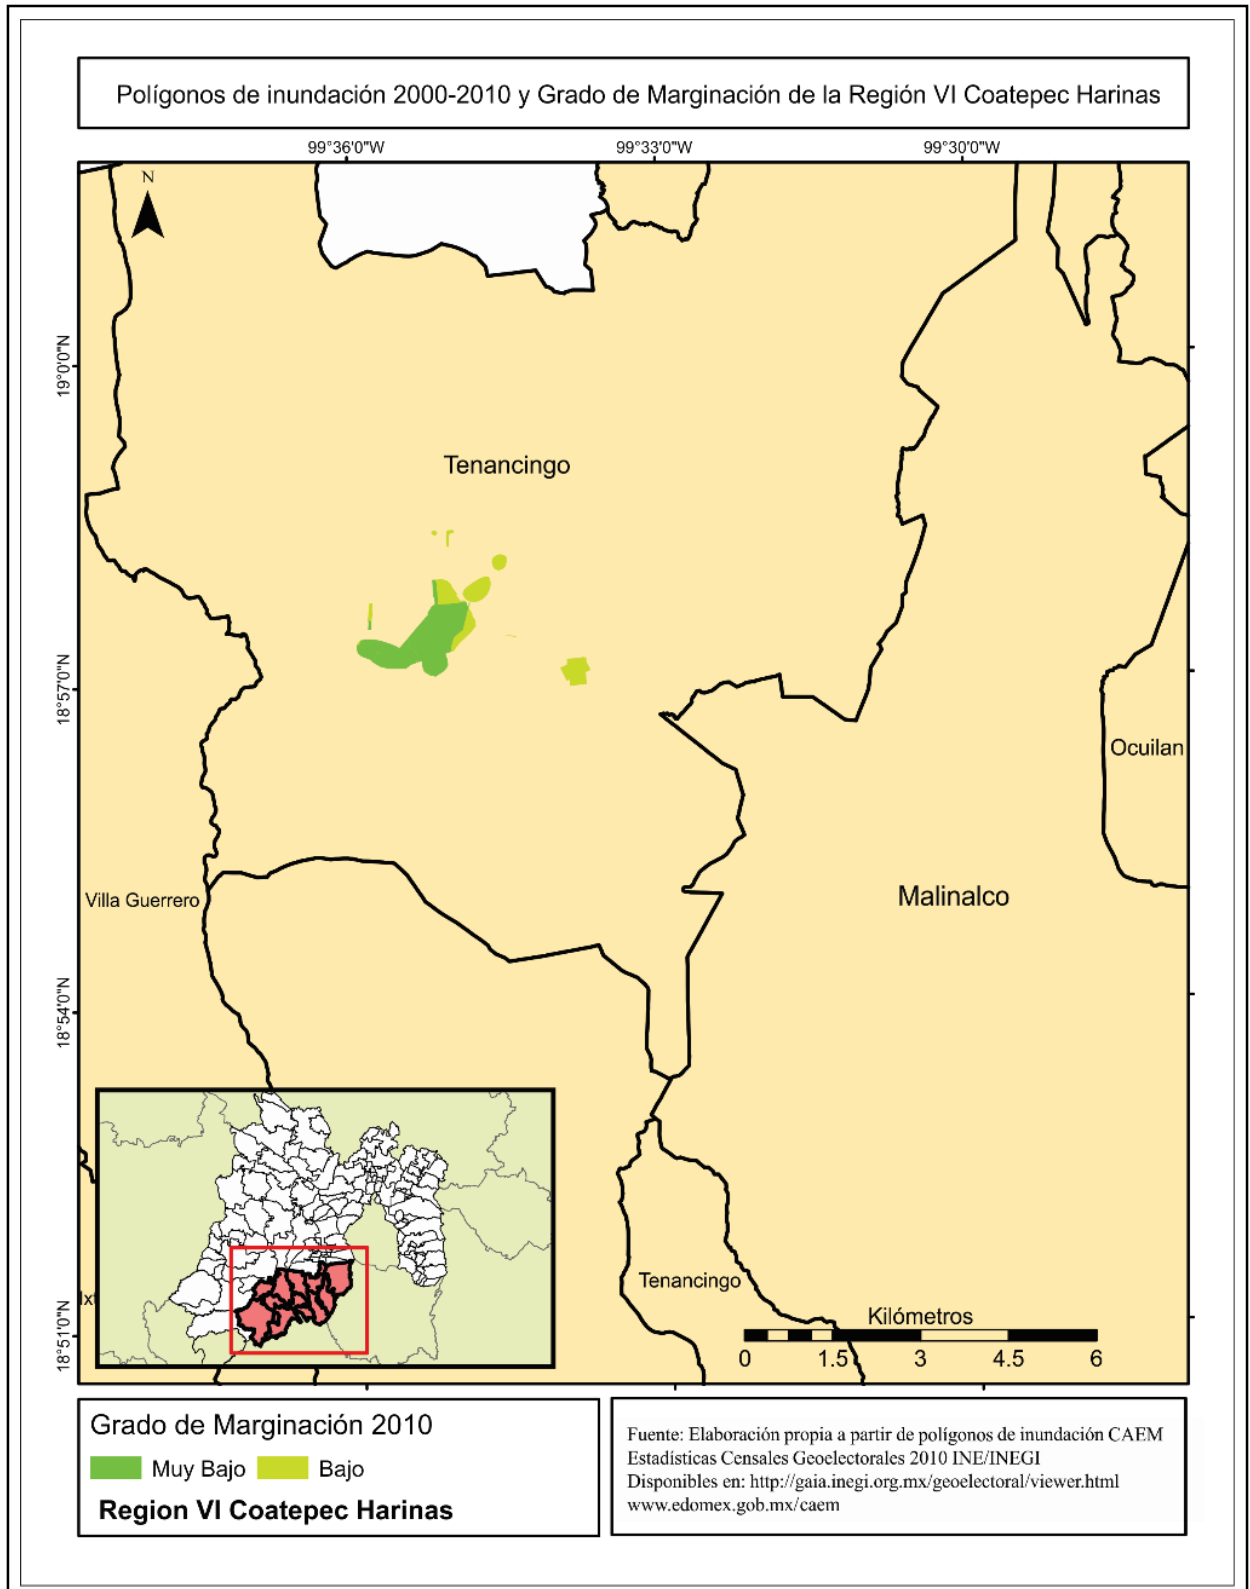 Polígonos de inundación 2000-2010 y Grado de Marginación de la Región VI Coatepec Harinas
99°36'0"W
99°33'0"W
99°30'0"W
N
19°0'0"N
Tenancingo
18°57'0"N
Ocuilan
Villa Guerrero
Malinalco
18°54'0"N
Tenancingo
Ixt
18°51'0"N
Kilómetros
0 1.5 3 4.5 6
Grado de Marginación 2010
Muy Bajo Bajo
Region VI Coatepec Harinas
Fuente: Elaboración propia a partir de polígonos de inundación CAEM
Estadísticas Censales Geoelectorales 2010 INE/INEGI
Disponibles en: http://gaia.inegi.org.mx/geoelectoral/viewer.html
www.edomex.gob.mx/caem